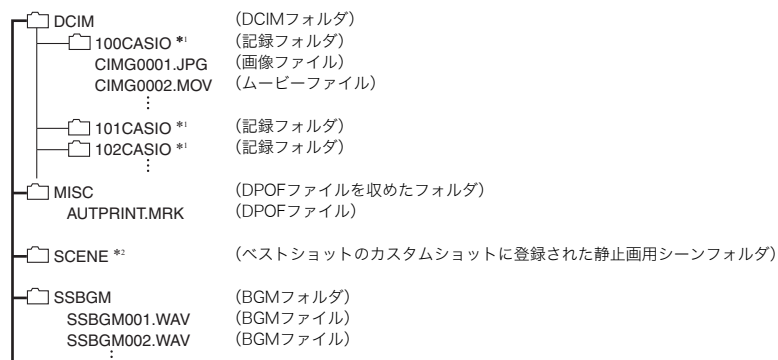 DCIM (DCIMフォルダ)
100CASIO *1 (記録フォルダ)
CIMG0001.JPG (画像ファイル)
CIMG0002.MOV (ムービーファイル)
⋮
101CASIO *1 (記録フォルダ)
102CASIO *1 (記録フォルダ)
⋮
MISC (DPOFファイルを収めたフォルダ)
AUTPRINT.MRK (DPOFファイル)
SCENE *2 (ベストショットのカスタムショットに登録された静止画用シーンフォルダ)
SSBGM (BGMフォルダ)
SSBGM001.WAV (BGMファイル)
SSBGM002.WAV (BGMファイル)
⋮